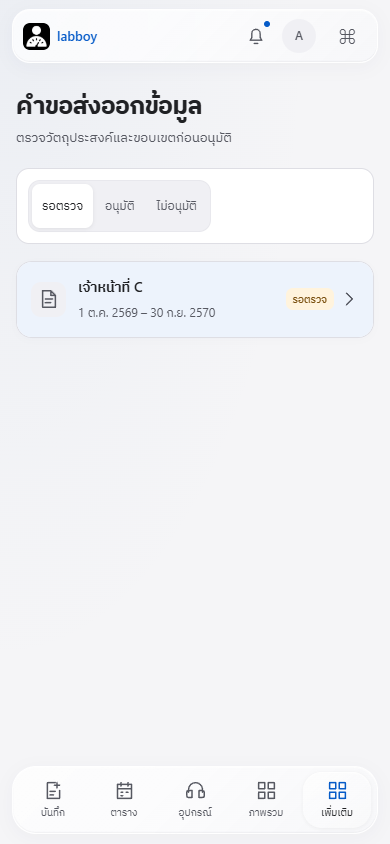 labboy
A
คำขอส่งออกข้อมูล
ตรวจวัตถุประสงค์และขอบเขตก่อนอนุมัติ
รอตรวจ อนุมัติ ไม่อนุมัติ
เจ้าหน้าที่ C
1 ต.ค. 2569 – 30 ก.ย. 2570
รอตรวจ
บันทึก ตาราง อุปกรณ์ ภาพรวม เพิ่มเติม